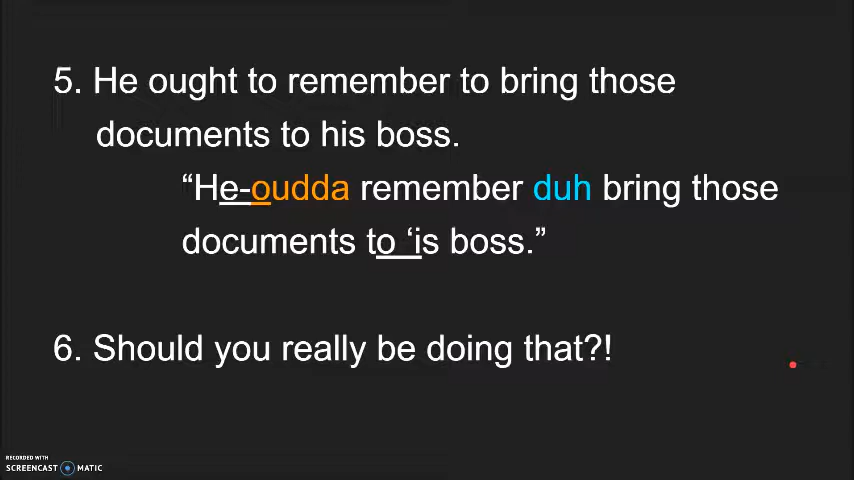 5. He ought to remember to bring those
documents to his boss.
“He-oudda remember duh bring those
documents to ‘is boss.”
6. Should you really be doing that?!
RECORDED WITH
SCREENCAST MATIC